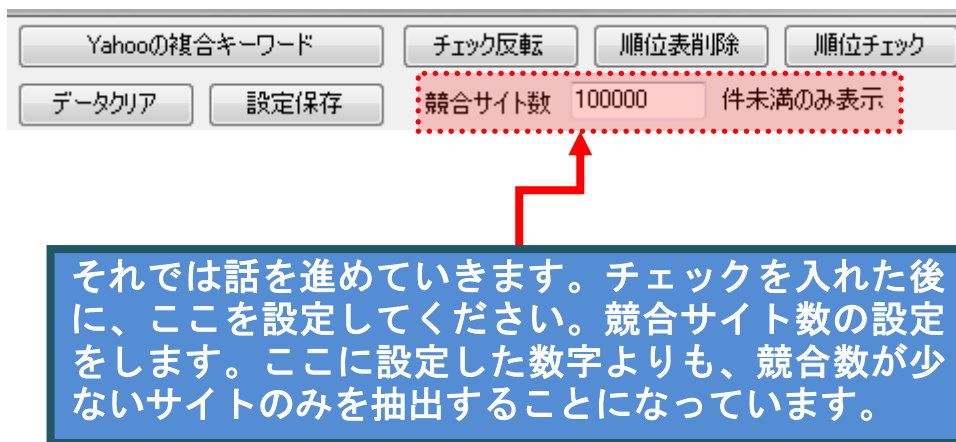 Yahooの複合キーワード
チェック反転
順位表削除
順位チェック
データクリア
設定保存
競合サイト数 100000 件未満のみ表示
それでは話を進めていきます。チェックを入れた後
に、ここを設定してください。競合サイト数の設定
をします。ここに設定した数字よりも、競合数が少
ないサイトのみを抽出することになっています。